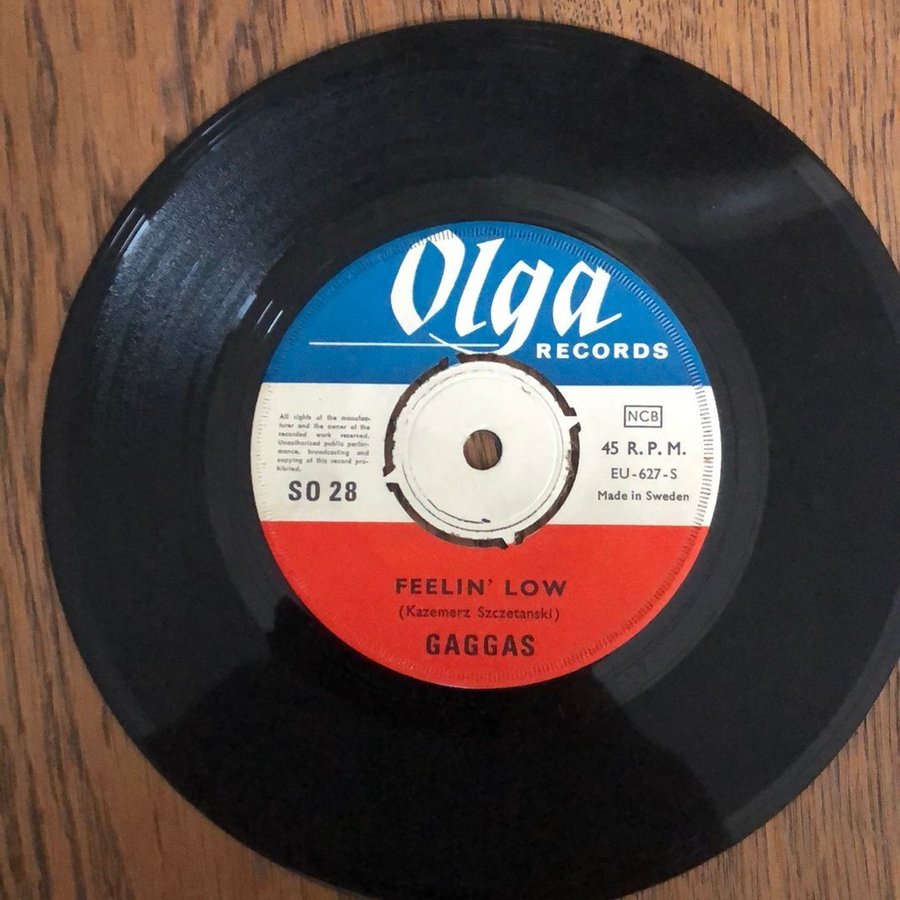 Olga
RECORDS
All rights of the manufac-
turer and the owner of the
recorded work reserved.
Unauthorized public perfor-
mance, broadcasting and
copying of this record pro-
hibited.
SO 28
NCB
45 R.P.M.
EU-627-S
Made in Sweden
FEELIN' LOW
(Kazemerz Szczetanski)
GAGGAS